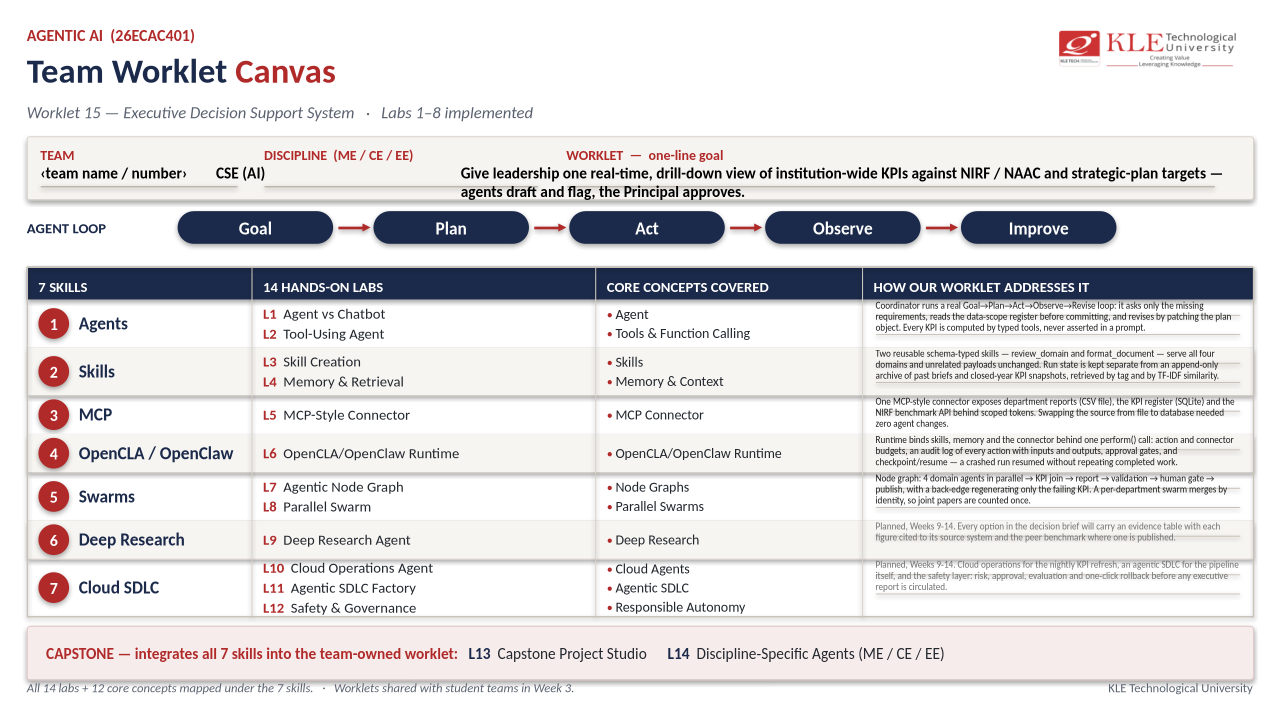 AGENTIC AI (26ECAC401)
KLE Technological University
KLE TECH
Creating Value
Leveraging Knowledge
Team Worklet Canvas
Worklet 15 — Executive Decision Support System · Labs 1–8 implemented
TEAM
DISCIPLINE (ME / CE / EE)
WORKLET — one-line goal
‹team name / number›
CSE (AI)
Give leadership one real-time, drill-down view of institution-wide KPIs against NIRF / NAAC and strategic-plan targets —
agents draft and flag, the Principal approves.
AGENT LOOP
Goal
Plan
Act
Observe
Improve
7 SKILLS
14 HANDS-ON LABS
CORE CONCEPTS COVERED
HOW OUR WORKLET ADDRESSES IT
1
Agents
L1 Agent vs Chatbot
L2 Tool-Using Agent
• Agent
• Tools & Function Calling
Coordinator runs a real Goal→Plan→Act→Observe→Revise loop: it asks only the missing
requirements, reads the data-scope register before committing, and revises by patching the plan
object. Every KPI is computed by typed tools, never asserted in a prompt.
2
Skills
L3 Skill Creation
L4 Memory & Retrieval
• Skills
• Memory & Context
Two reusable schema-typed skills — review_domain and format_document — serve all four
domains and unrelated payloads unchanged. Run state is kept separate from an append-only
archive of past briefs and closed-year KPI snapshots, retrieved by tag and by TF-IDF similarity.
3
MCP
L5 MCP-Style Connector
• MCP Connector
One MCP-style connector exposes department reports (CSV file), the KPI register (SQLite) and the
NIRF benchmark API behind scoped tokens. Swapping the source from file to database needed
zero agent changes.
4
OpenCLA / OpenClaw
L6 OpenCLA/OpenClaw Runtime
• OpenCLA/OpenClaw Runtime
Runtime binds skills, memory and the connector behind one perform() call: action and connector
budgets, an audit log of every action with inputs and outputs, approval gates, and
checkpoint/resume — a crashed run resumed without repeating completed work.
5
Swarms
L7 Agentic Node Graph
L8 Parallel Swarm
• Node Graphs
• Parallel Swarms
Node graph: 4 domain agents in parallel → KPI join → report → validation → human gate →
publish, with a back-edge regenerating only the failing KPI. A per-department swarm merges by
identity, so joint papers are counted once.
6
Deep Research
L9 Deep Research Agent
• Deep Research
Planned, Weeks 9-14. Every option in the decision brief will carry an evidence table with each
figure cited to its source system and the peer benchmark where one is published.
7
Cloud SDLC
L10 Cloud Operations Agent
L11 Agentic SDLC Factory
L12 Safety & Governance
• Cloud Agents
• Agentic SDLC
• Responsible Autonomy
Planned, Weeks 9-14. Cloud operations for the nightly KPI refresh, an agentic SDLC for the pipeline
itself, and the safety layer: risk, approval, evaluation and one-click rollback before any executive
report is circulated.
CAPSTONE — integrates all 7 skills into the team-owned worklet: L13 Capstone Project Studio L14 Discipline-Specific Agents (ME / CE / EE)
All 14 labs + 12 core concepts mapped under the 7 skills. · Worklets shared with student teams in Week 3.
KLE Technological University